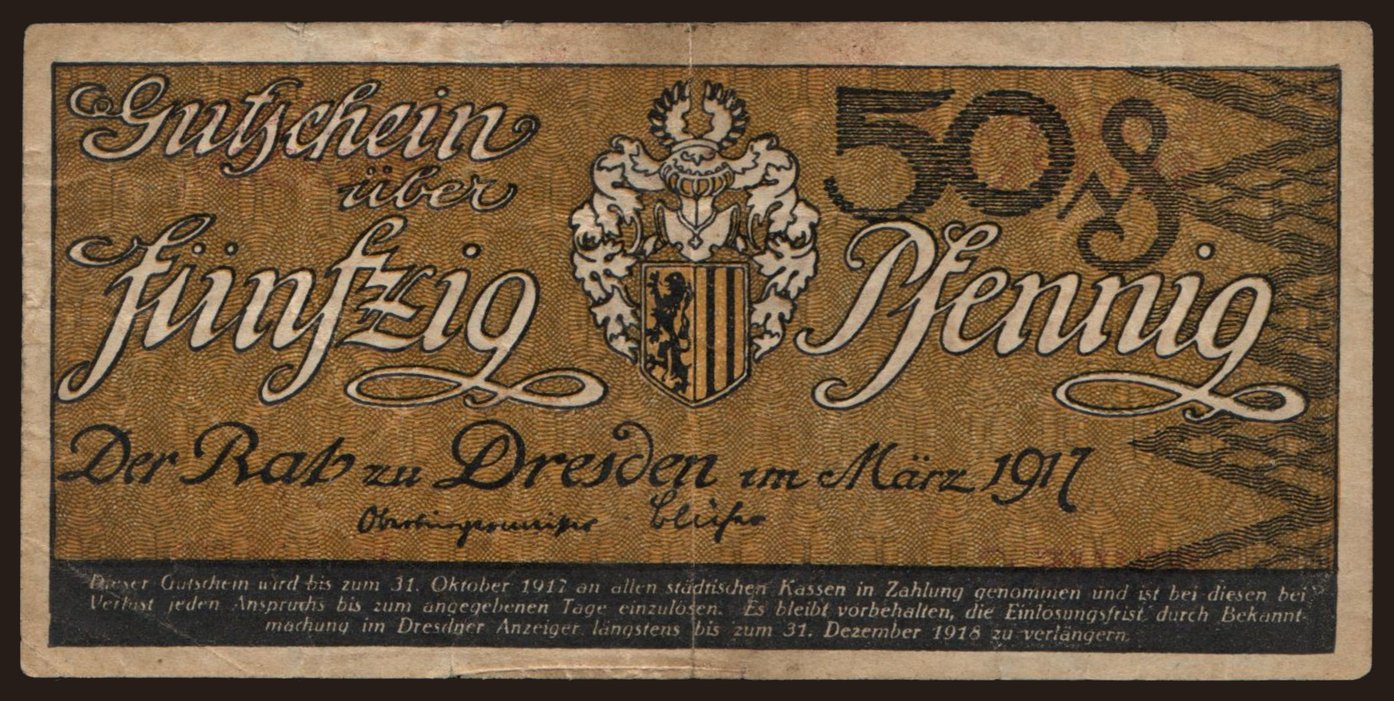 Gutschein
über
50 ₰
fünfzig Pfennig
Der Rat zu Dresden im März 1917
Oberbürgermeister Blüher
Dieser Gutschein wird bis zum 31. Oktober 1917 an allen städtischen Kassen in Zahlung genommen und ist bei diesen bei
Verlust jeden Anspruchs bis zum angegebenen Tage einzulösen. Es bleibt vorbehalten, die Einlösungsfrist durch Bekannt-
machung im Dresdner Anzeiger längstens bis zum 31. Dezember 1918 zu verlängern.